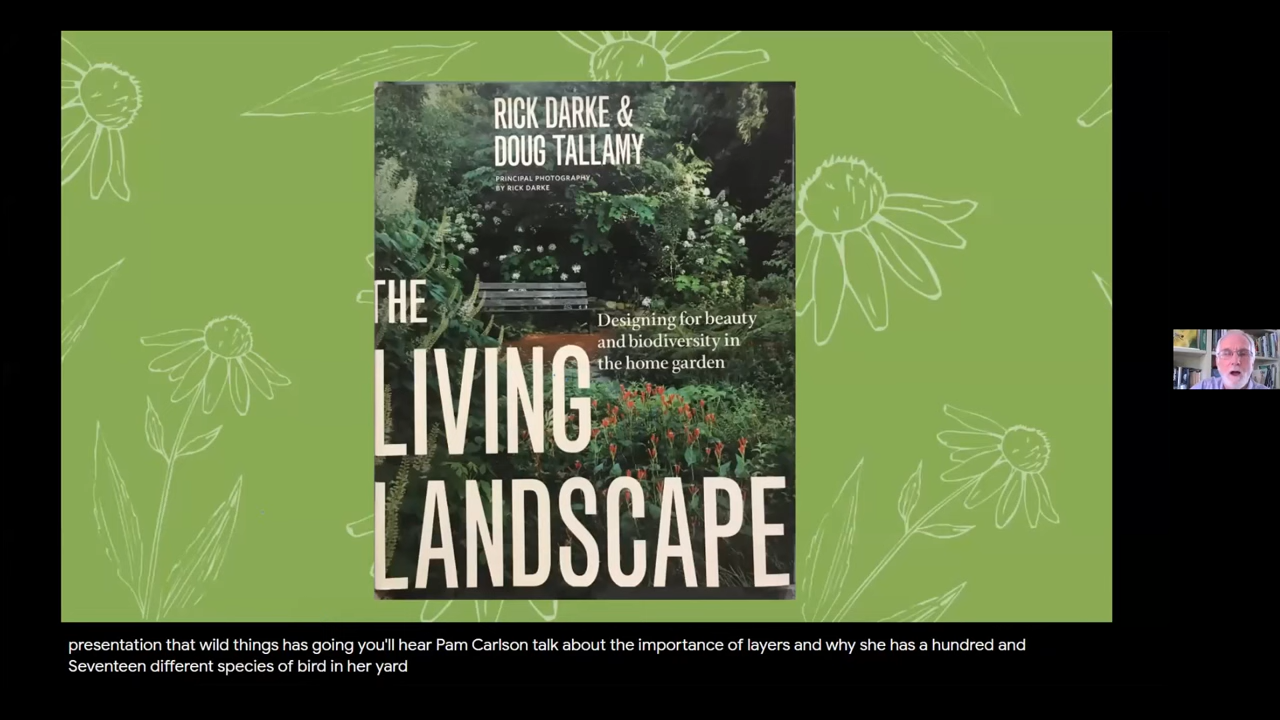 RICK DARKE &
DOUG TALLAMY
PRINCIPAL PHOTOGRAPHY
BY RICK DARKE
THE
Designing for beauty
and biodiversity in
the home garden
LIVING
LANDSCAPE
presentation that wild things has going you'll hear Pam Carlson talk about the importance of layers and why she has a hundred and
Seventeen different species of bird in her yard